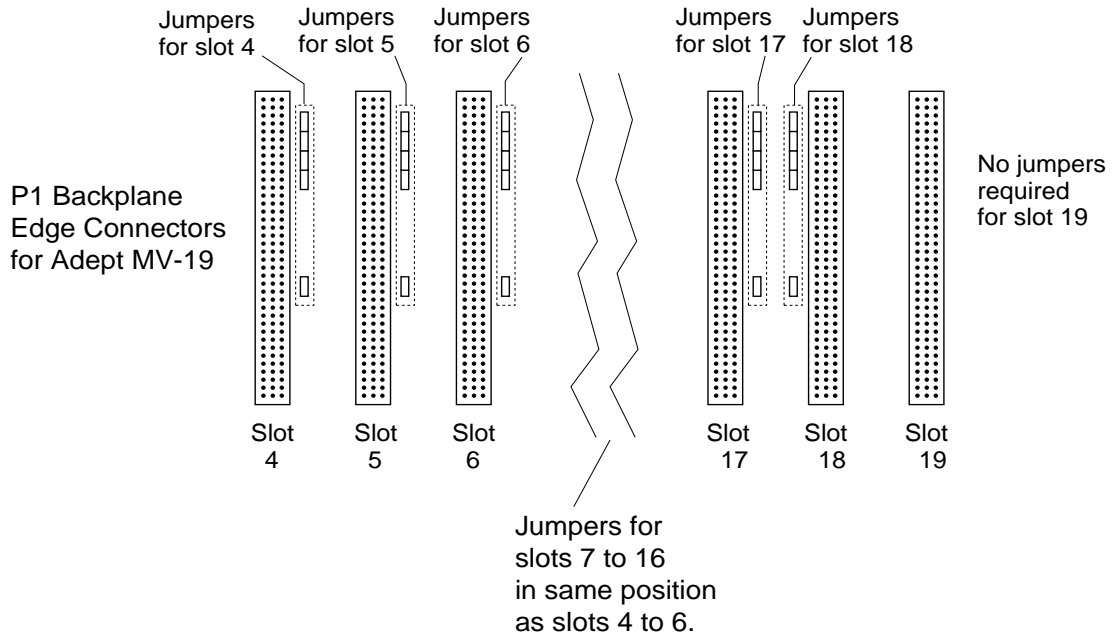 Jumpers
for slot 4
Jumpers
for slot 5
Jumpers
for slot 6
Jumpers
for slot 17
Jumpers
for slot 18
P1 Backplane
Edge Connectors
for Adept MV-19
No jumpers
required
for slot 19
Slot
4
Slot
5
Slot
6
Slot
17
Slot
18
Slot
19
Jumpers for
slots 7 to 16
in same position
as slots 4 to 6.